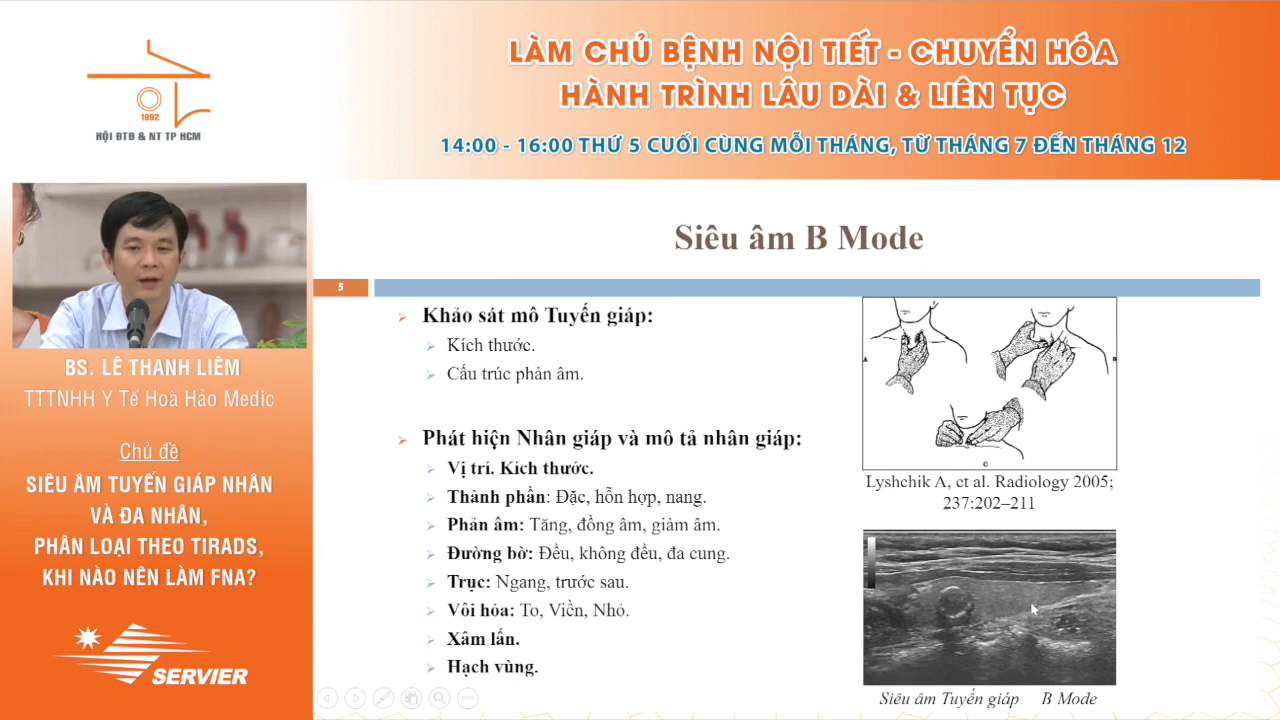 LÀM CHỦ BỆNH NỘI TIẾT - CHUYỂN HÓA
HÀNH TRÌNH LÂU DÀI & LIÊN TỤC
14:00 - 16:00 THỨ 5 CUỐI CÙNG MỖI THÁNG, TỪ THÁNG 7 ĐẾN THÁNG 12
1992
HỘI ĐTĐ & NT TP HCM
BS. LÊ THANH LIÊM
TTTNHH Y Tế Hoà Hảo Medic
Chủ đề
SIÊU ÂM TUYẾN GIÁP NHÂN
VÀ ĐA NHÂN,
PHÂN LOẠI THEO TIRADS,
KHI NÀO NÊN LÀM FNA?
SERVIER
Siêu âm B Mode
5
Khảo sát mô Tuyến giáp:
Kích thước.
Cấu trúc phản âm.
Phát hiện Nhân giáp và mô tả nhân giáp:
Vị trí. Kích thước.
Thành phần: Đặc, hỗn hợp, nang.
Phản âm: Tăng, đồng âm, giảm âm.
Đường bờ: Đều, không đều, đa cung.
Trục: Ngang, trước sau.
Vôi hóa: To, Viền, Nhỏ.
Xâm lấn.
Hạch vùng.
A
B
C
Lyshchik A, et al. Radiology 2005;
237:202–211
Siêu âm Tuyến giáp B Mode